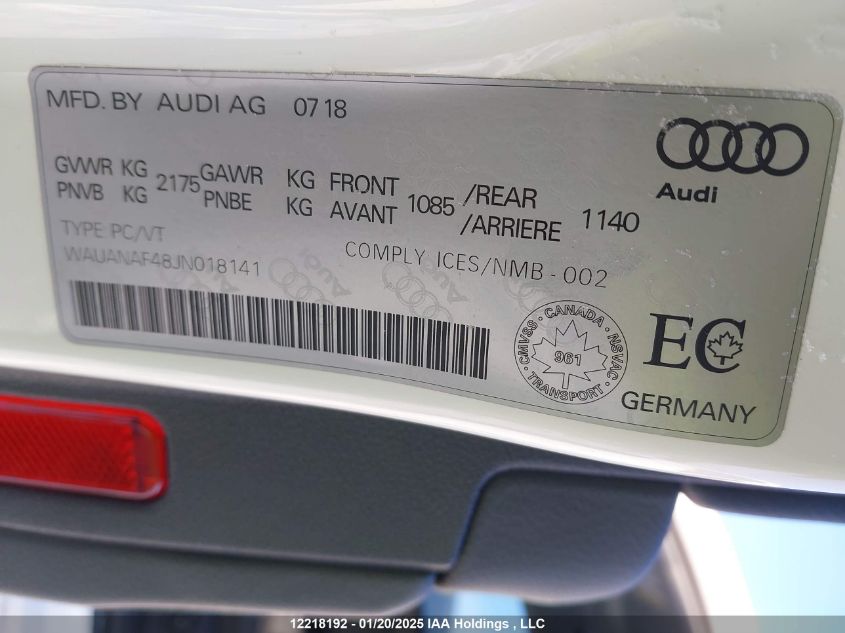 MFD. BY AUDI AG 07 18
Audi
GVWR KG 2175 GAWR KG FRONT 1085 /REAR 1140
PNVB KG PNBE KG AVANT /ARRIERE
TYPE PC/VT
WAUANAF48JN018141
COMPLY ICES/NMB-002
CANADA
CMVSS NSVAC
961
TRANSPORT
EC
GERMANY
12218192 - 01/20/2025 IAA Holdings , LLC